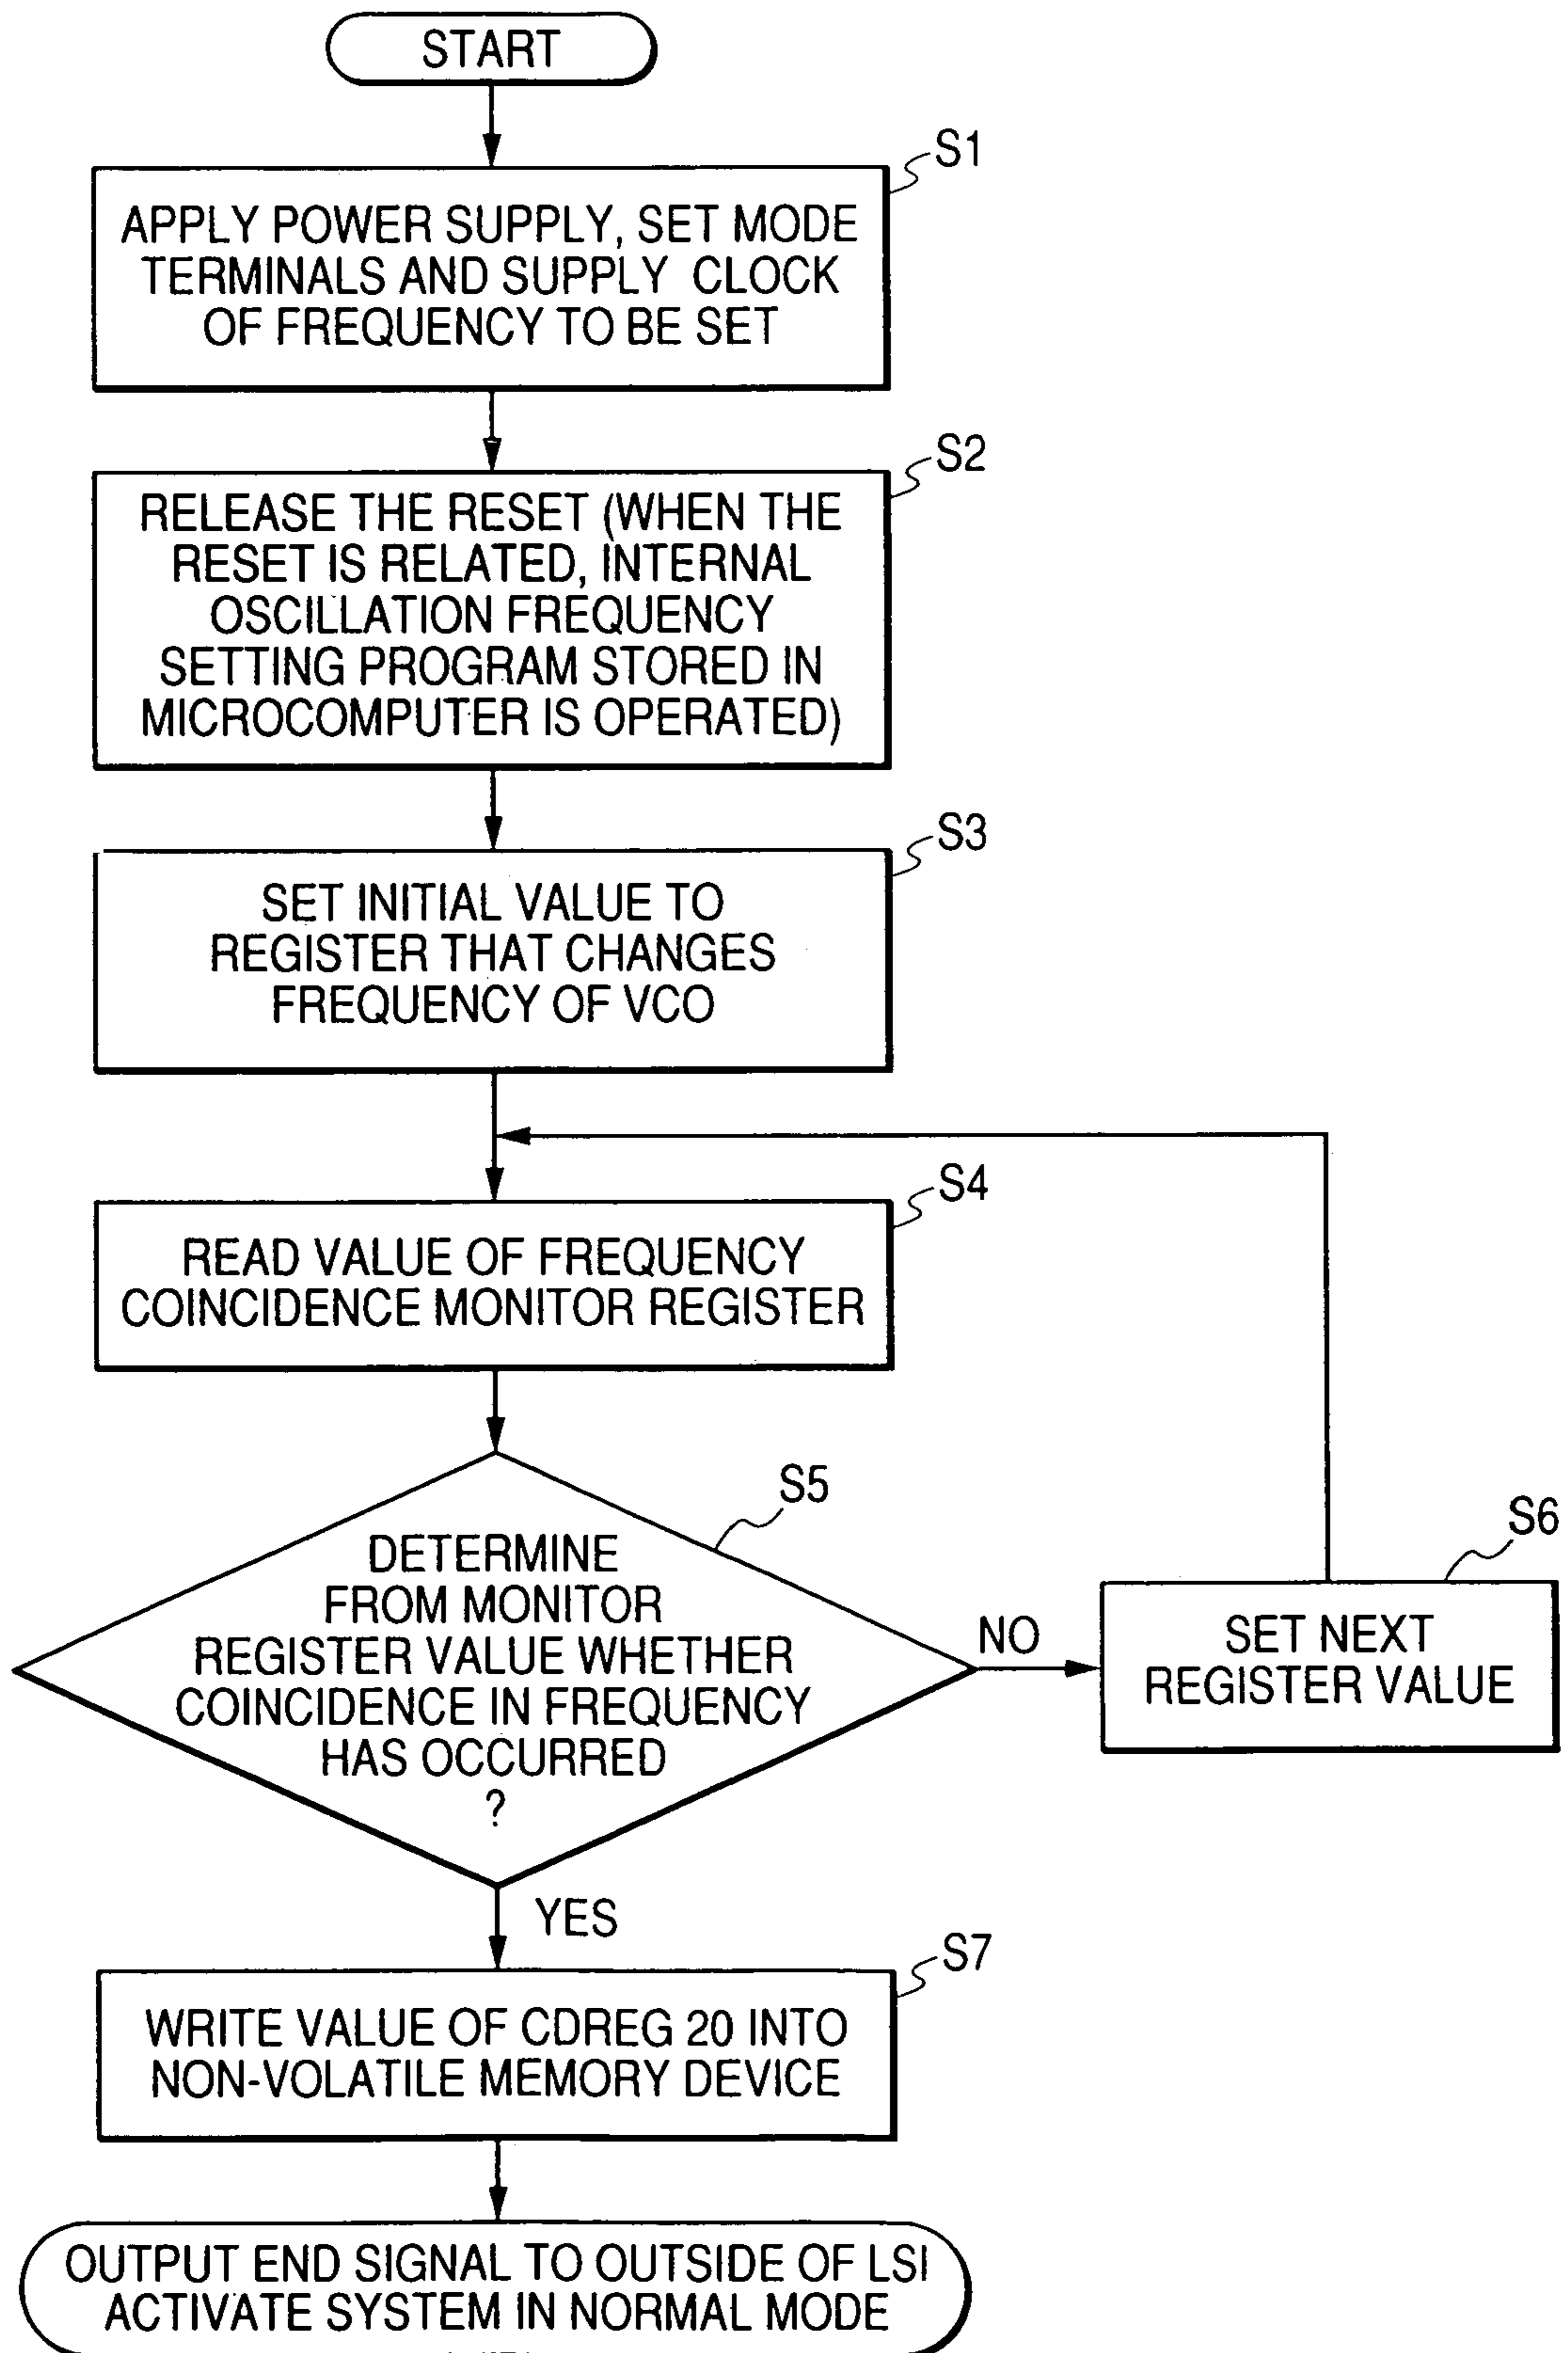 START
S1
APPLY POWER SUPPLY, SET MODE
TERMINALS AND SUPPLY CLOCK
OF FREQUENCY TO BE SET
S2
RELEASE THE RESET (WHEN THE
RESET IS RELATED, INTERNAL
OSCILLATION FREQUENCY
SETTING PROGRAM STORED IN
MICROCOMPUTER IS OPERATED)
S3
SET INITIAL VALUE TO
REGISTER THAT CHANGES
FREQUENCY OF VCO
S4
READ VALUE OF FREQUENCY
COINCIDENCE MONITOR REGISTER
S5
DETERMINE
FROM MONITOR
REGISTER VALUE WHETHER
COINCIDENCE IN FREQUENCY
HAS OCCURRED
?
NO
S6
SET NEXT
REGISTER VALUE
YES
S7
WRITE VALUE OF CDREG 20 INTO
NON-VOLATILE MEMORY DEVICE
OUTPUT END SIGNAL TO OUTSIDE OF LSI
ACTIVATE SYSTEM IN NORMAL MODE